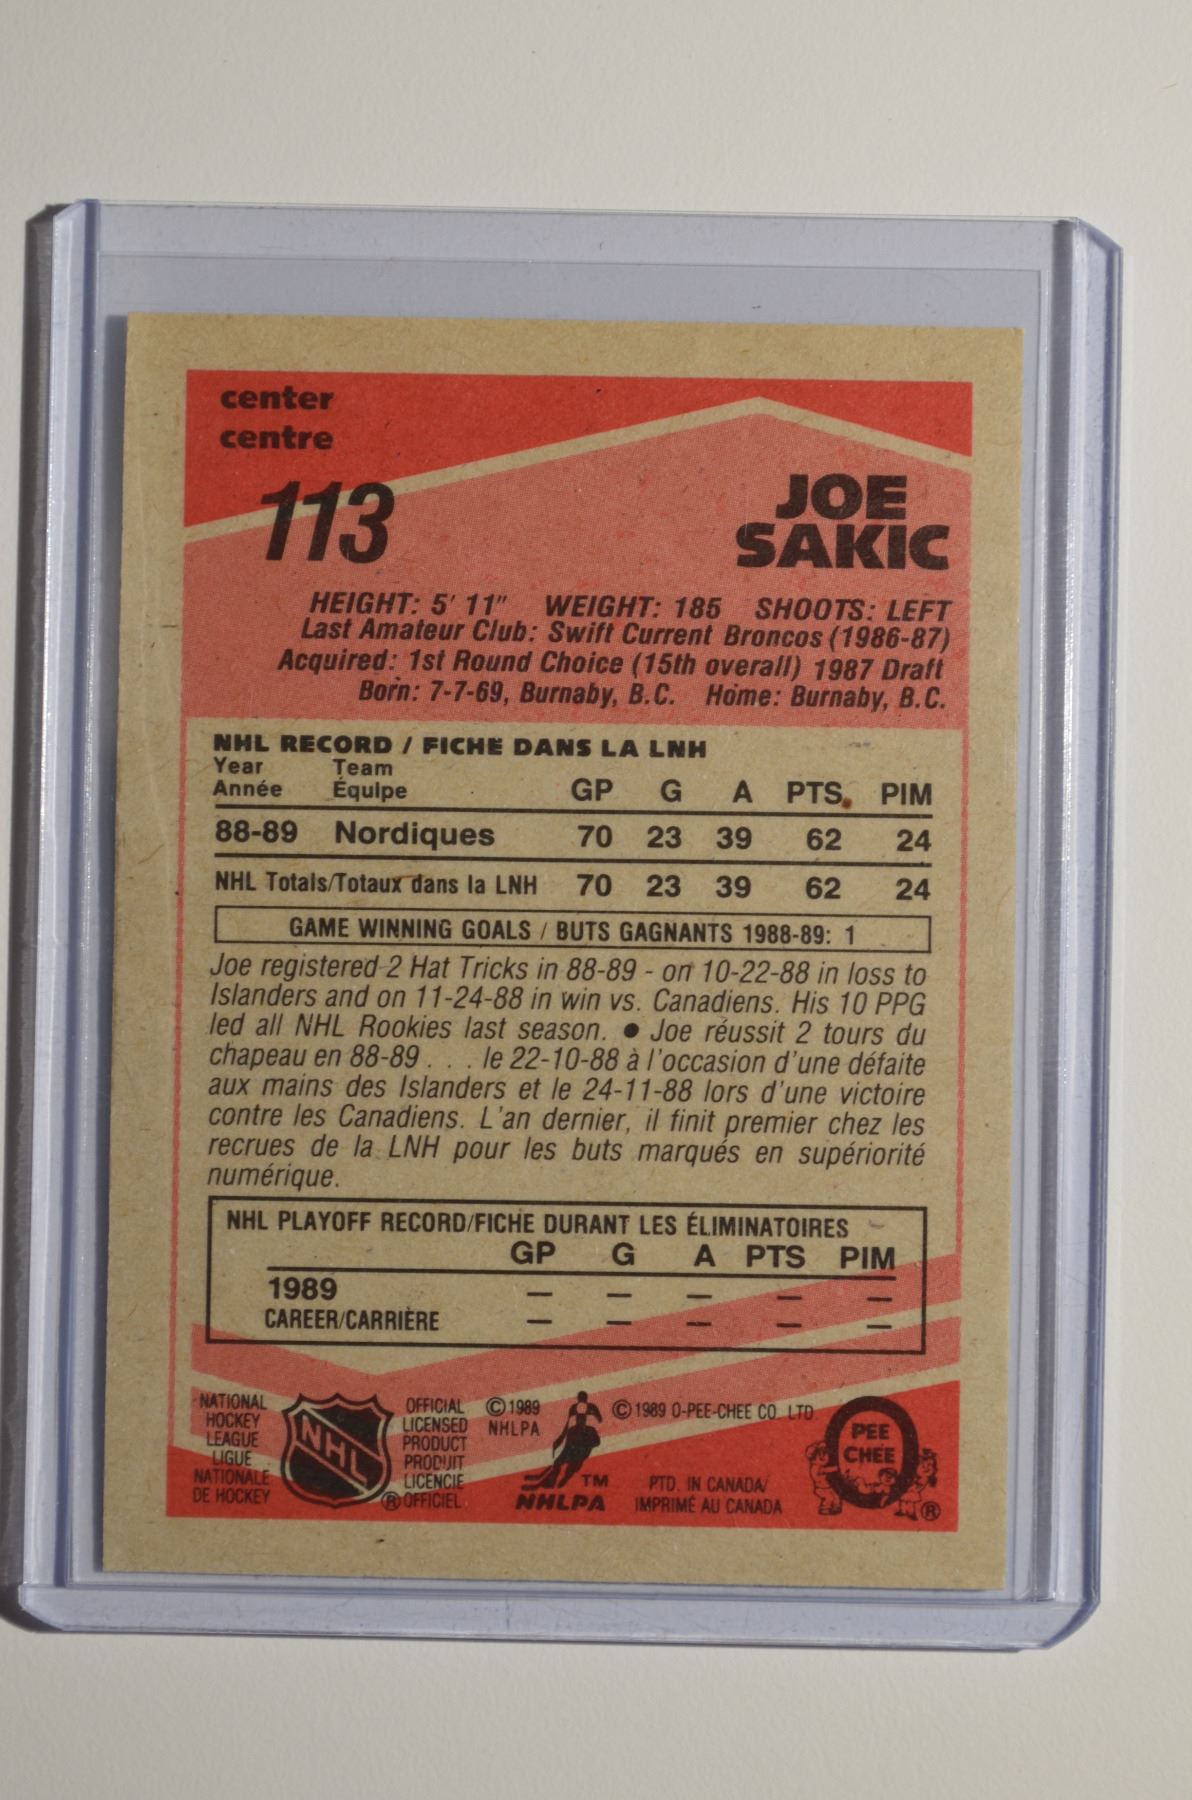 center
centre
113
JOE
SAKIC
HEIGHT: 5' 11" WEIGHT: 185 SHOOTS: LEFT
Last Amateur Club: Swift Current Broncos (1986-87)
Acquired: 1st Round Choice (15th overall) 1987 Draft
Born: 7-7-69, Burnaby, B.C. Home: Burnaby, B.C.
NHL RECORD / FICHE DANS LA LNH
Year Team
Année Équipe GP G A PTS. PIM
88-89 Nordiques 70 23 39 62 24
NHL Totals/Totaux dans la LNH 70 23 39 62 24
GAME WINNING GOALS / BUTS GAGNANTS 1988-89: 1
Joe registered 2 Hat Tricks in 88-89 - on 10-22-88 in loss to
Islanders and on 11-24-88 in win vs. Canadiens. His 10 PPG
led all NHL Rookies last season. ● Joe réussit 2 tours du
chapeau en 88-89 . . . le 22-10-88 à l'occasion d'une défaite
aux mains des Islanders et le 24-11-88 lors d'une victoire
contre les Canadiens. L'an dernier, il finit premier chez les
recrues de la LNH pour les buts marqués en supériorité
numérique.
NHL PLAYOFF RECORD/FICHE DURANT LES ÉLIMINATOIRES
GP G A PTS PIM
1989 — — — — —
CAREER/CARRIÈRE — — — — —
NATIONAL
HOCKEY
LEAGUE
LIGUE
NATIONALE
DE HOCKEY
NHL
®
OFFICIAL
LICENSED
PRODUCT
PRODUIT
LICENCIE
OFFICIEL
© 1989
NHLPA
TM
NHLPA
© 1989 O-PEE-CHEE CO. LTD.
PTD. IN CANADA/
IMPRIMÉ AU CANADA
PEE
CHEE
®